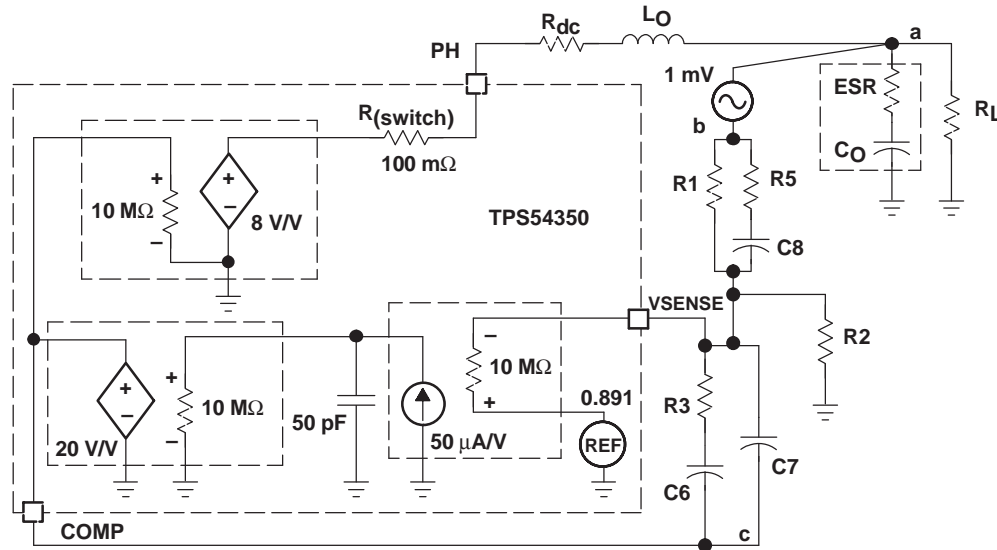 Rdc
LO
a
PH
1 mV
ESR
RL
R(switch)
b
CO
100 mΩ
R1
R5
+
+
10 MΩ
8 V/V
TPS54350
−
−
C8
VSENSE
R2
−
+
+
10 MΩ
−
10 MΩ
50 pF
+
0.891
R3
−
20 V/V
50 μA/V
REF
C7
C6
COMP
c